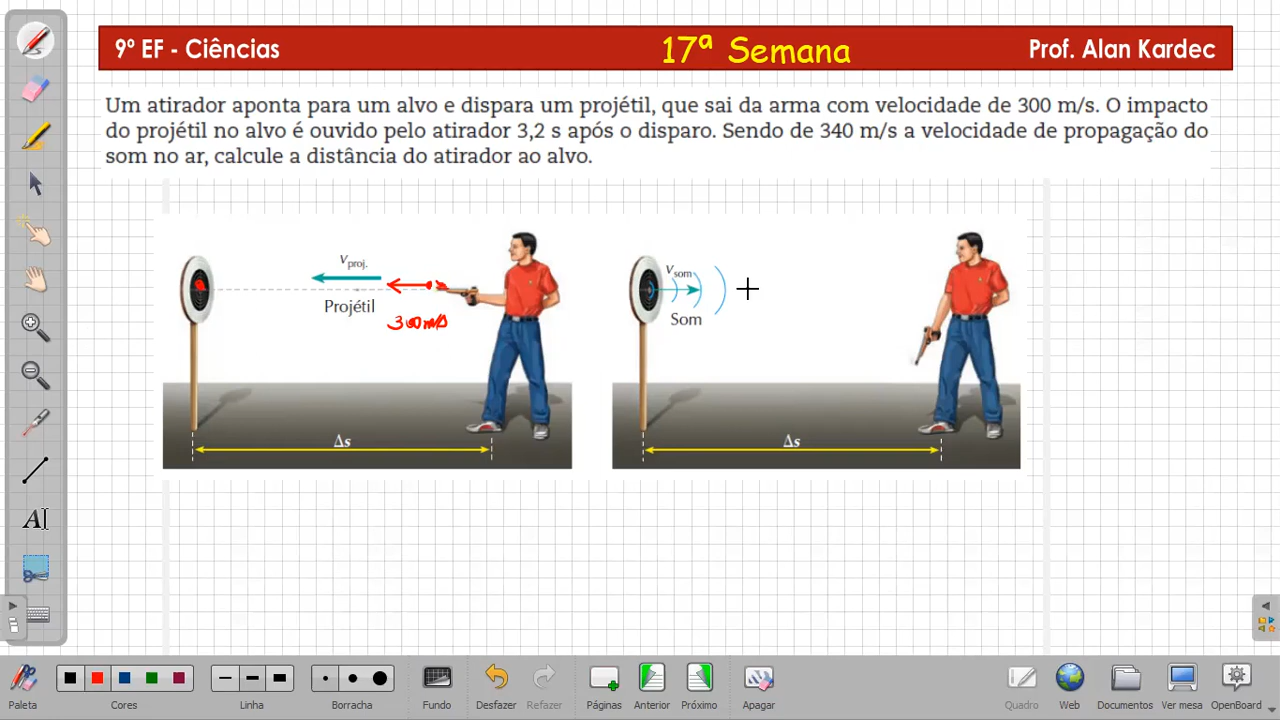 9º EF - Ciências
17ª Semana
Prof. Alan Kardec
Um atirador aponta para um alvo e dispara um projétil, que sai da arma com velocidade de 300 m/s. O impacto
do projétil no alvo é ouvido pelo atirador 3,2 s após o disparo. Sendo de 340 m/s a velocidade de propagação do
som no ar, calcule a distância do atirador ao alvo.
Vproj.
Projétil
300 m/s
Δs
Vsom
Som
Δs
AI
Paleta
Cores
Linha
Borracha
Fundo
Desfazer
Refazer
Páginas
Anterior
Próximo
Apagar
Quadro
Web
Documentos
Ver mesa
OpenBoard